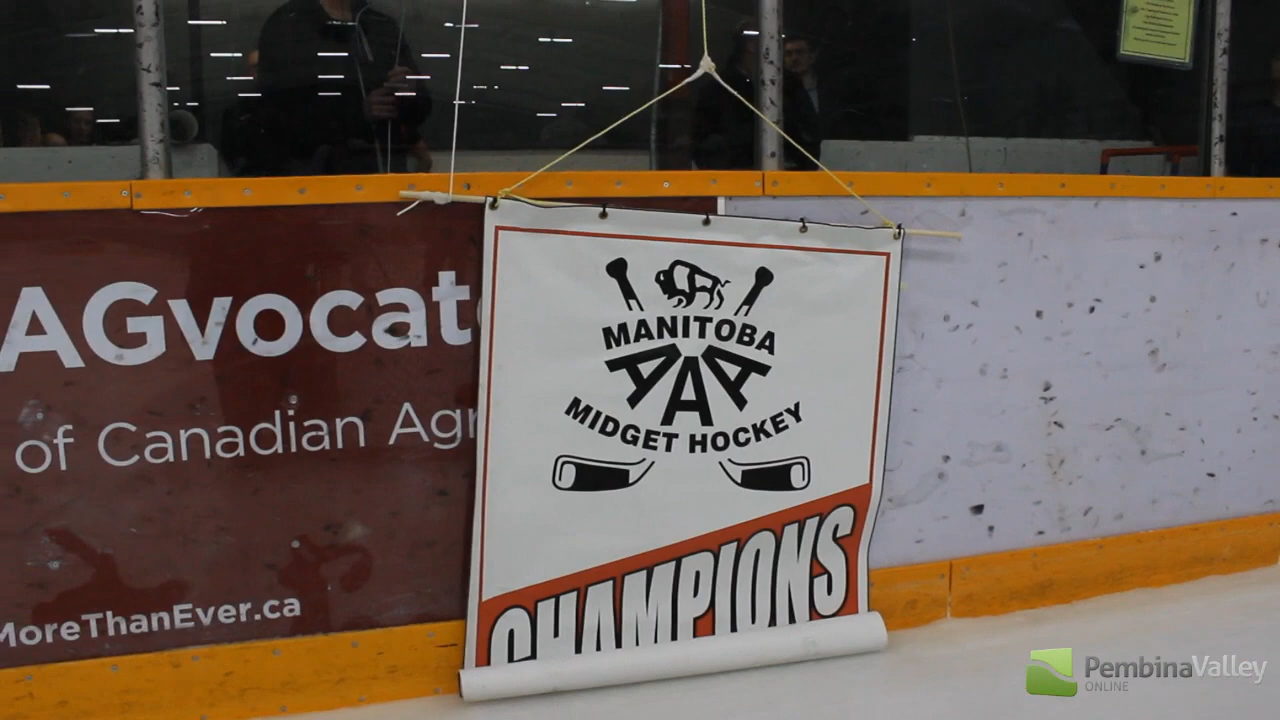 AGvocat
of Canadian Agr
MoreThanEver.ca
MANITOBA
AAA
MIDGET HOCKEY
CHAMPIONS
PembinaValley
ONLINE